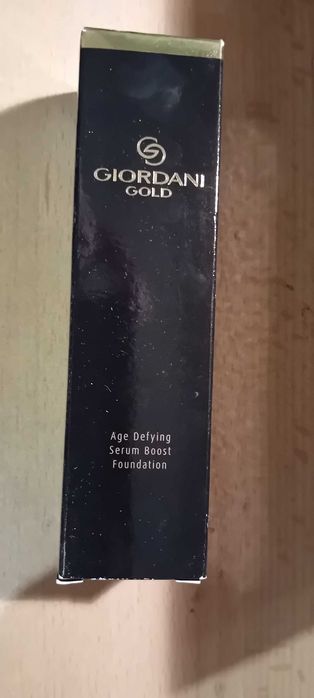 GIORDANI
GOLD
Age Defying
Serum Boost
Foundation